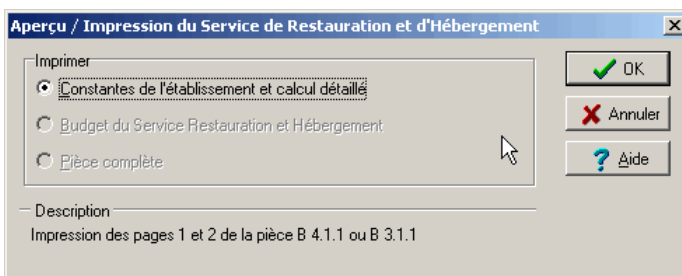 Aperçu / Impression du Service de Restauration et d'Hébergement
Imprimer
Constantes de l'établissement et calcul détaillé
Budget du Service Restauration et Hébergement
Pièce complète
OK
Annuler
Aide
Description
Impression des pages 1 et 2 de la pièce B 4.1.1 ou B 3.1.1